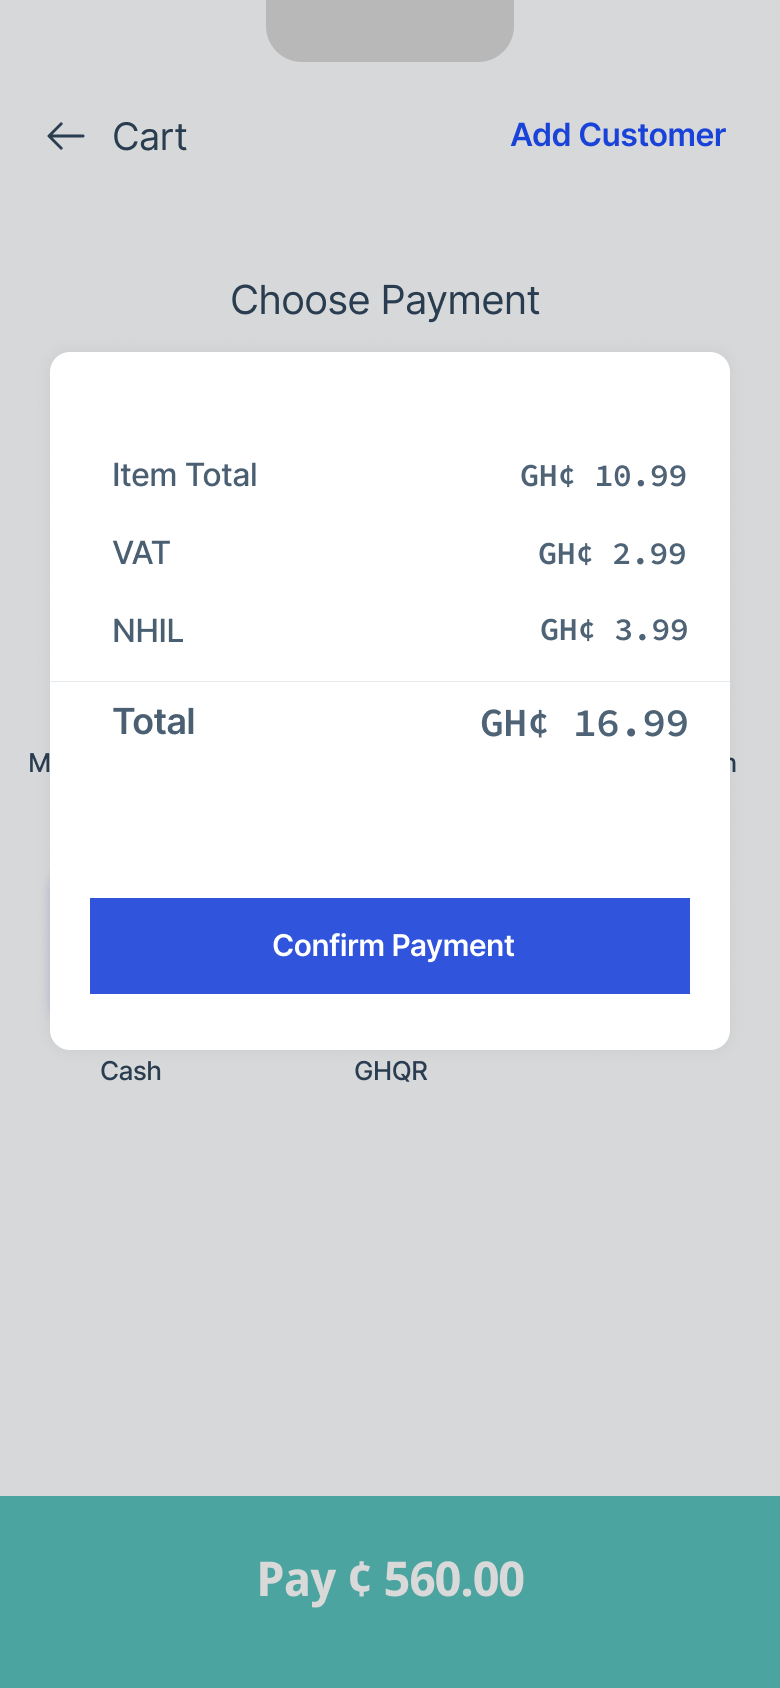 Cart
Add Customer
Choose Payment
Item Total GH¢ 10.99
VAT GH¢ 2.99
NHIL GH¢ 3.99
Total GH¢ 16.99
Confirm Payment
Cash GHQR
Pay ¢ 560.00